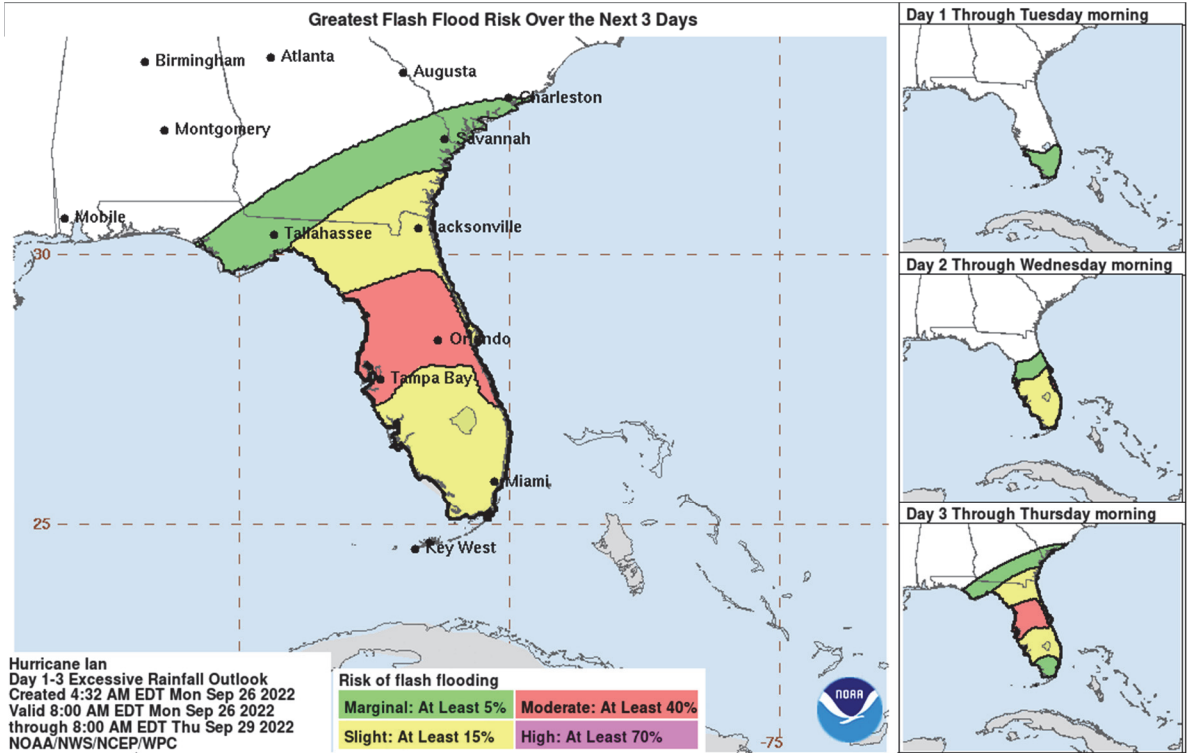 Greatest Flash Flood Risk Over the Next 3 Days
Birmingham
Atlanta
Augusta
Charleston
Montgomery
Savannah
Mobile
Tallahassee
Jacksonville
30
Orlando
Tampa Bay
Miami
25
Key West
-75
Hurricane Ian
Day 1-3 Excessive Rainfall Outlook
Created 4:32 AM EDT Mon Sep 26 2022
Valid 8:00 AM EDT Mon Sep 26 2022
through 8:00 AM EDT Thu Sep 29 2022
NOAA/NWS/NCEP/WPC
Risk of flash flooding
Marginal: At Least 5%
Moderate: At Least 40%
Slight: At Least 15%
High: At Least 70%
NOAA
Day 1 Through Tuesday morning
Day 2 Through Wednesday morning
Day 3 Through Thursday morning